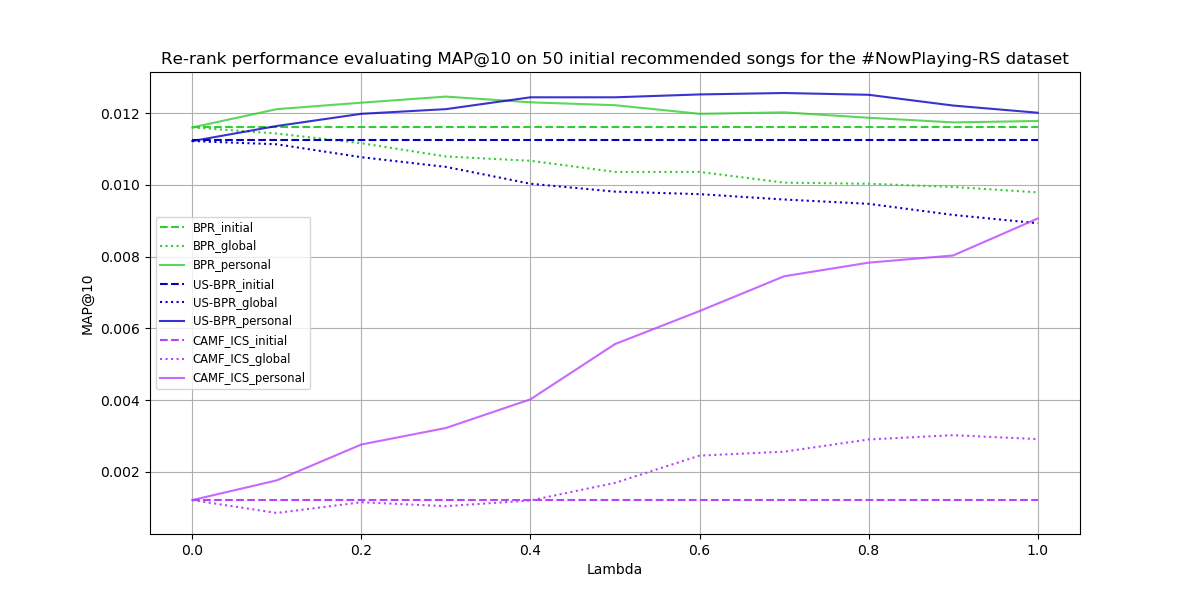 Re-rank performance evaluating MAP@10 on 50 initial recommended songs for the #NowPlaying-RS dataset
MAP@10
0.012
0.010
0.008
0.006
0.004
0.002
BPR_initial
BPR_global
BPR_personal
US-BPR_initial
US-BPR_global
US-BPR_personal
CAMF_ICS_initial
CAMF_ICS_global
CAMF_ICS_personal
0.0 0.2 0.4 0.6 0.8 1.0
Lambda